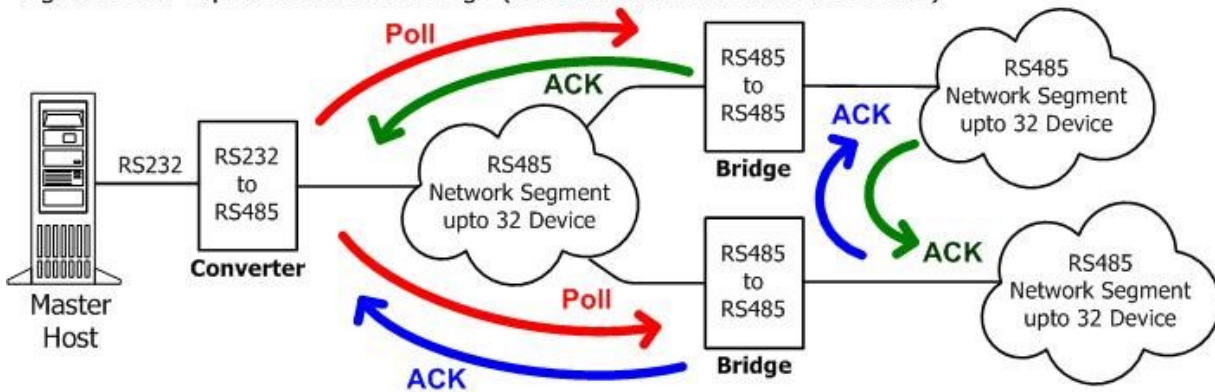 Poll
ACK
RS232
RS232
to
RS485
Converter
Master
Host
RS485
Network Segment
upto 32 Device
RS485
to
RS485
Bridge
ACK
RS485
Network Segment
upto 32 Device
ACK
RS485
to
RS485
Bridge
RS485
Network Segment
upto 32 Device
Poll
ACK